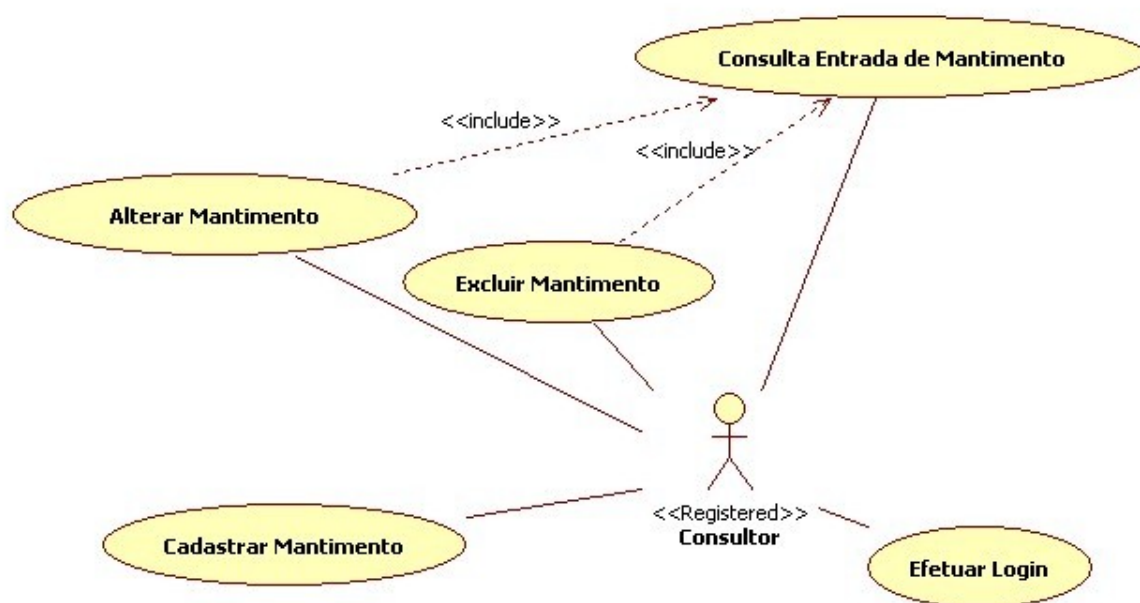 Consulta Entrada de Mantimento
<<include>>
<<include>>
Alterar Mantimento
Excluir Mantimento
<<Registered>>
Consultor
Cadastrar Mantimento
Efetuar Login